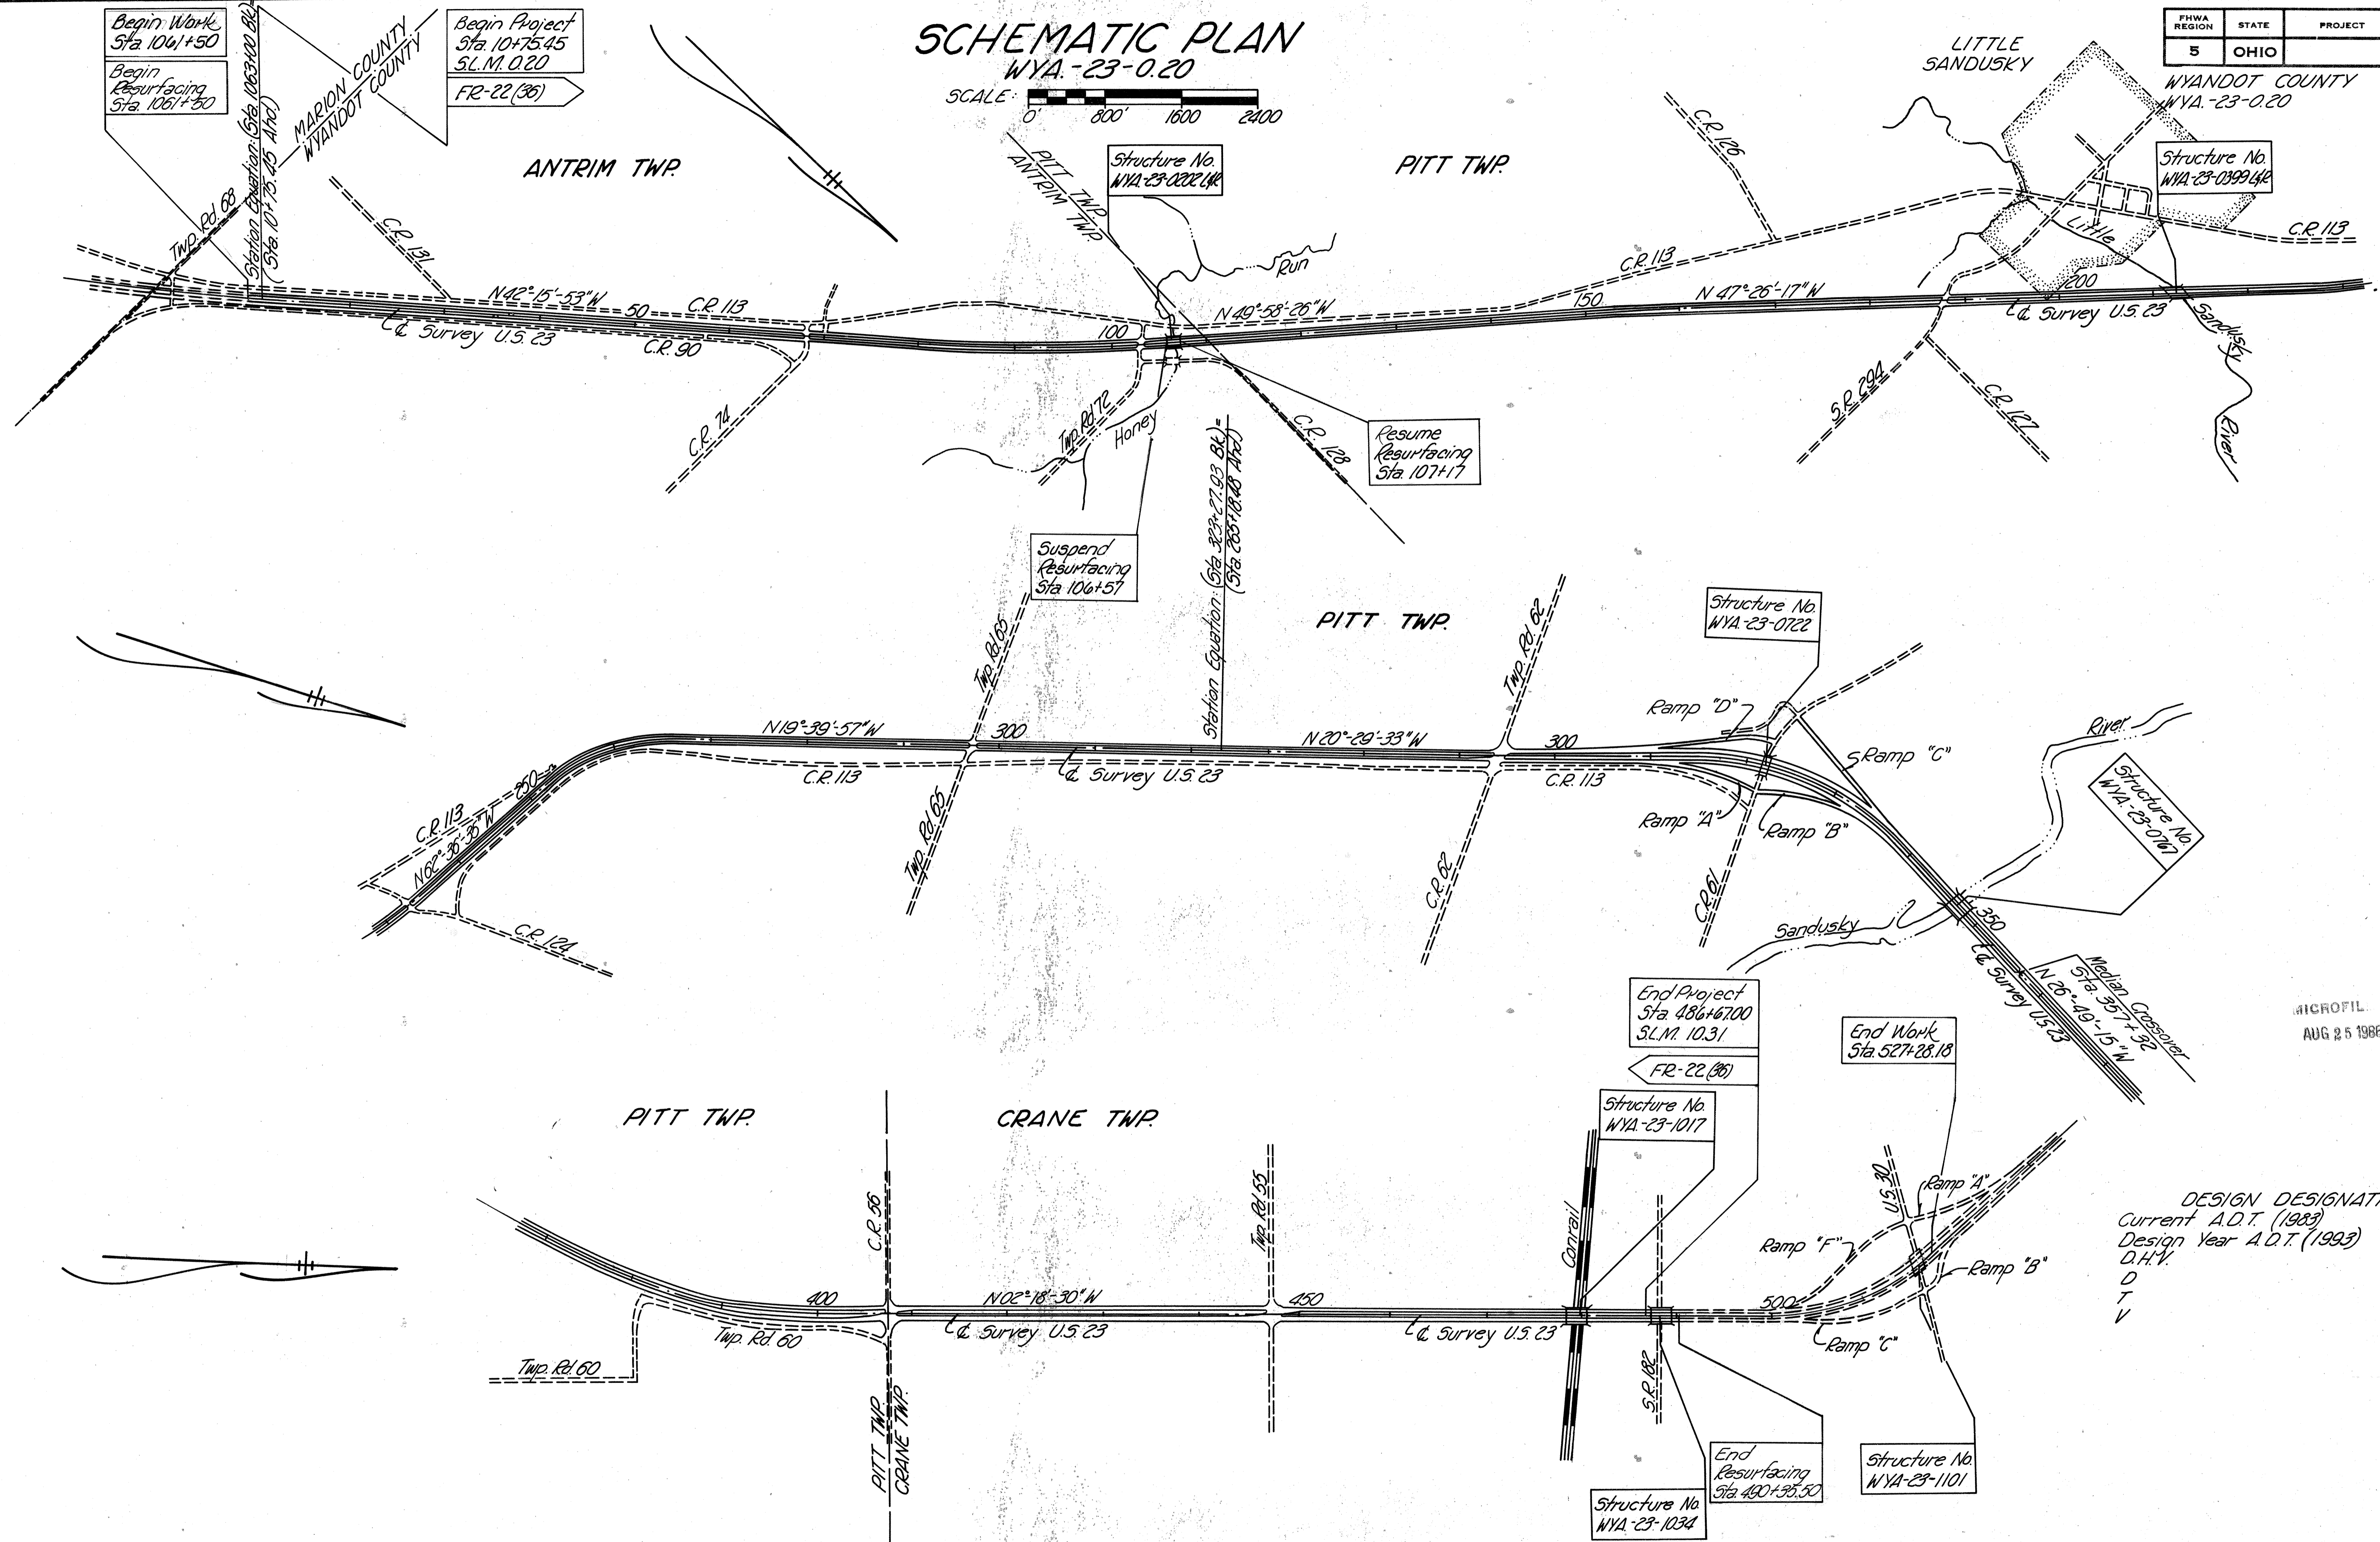 Begin Work
Sta. 1061+50
Begin
Resurfacing
Sta. 1061+50
Station Equation: (Sta. 1063+00 Bk)=
(Sta. 10+75.45 Ahd)
MARION COUNTY
WYANDOT COUNTY
Begin Project
Sta. 10+75.45
S.L.M. 0.20
FR-22 (36)
SCHEMATIC PLAN
WYA.-23-0.20
SCALE:
0' 800' 1600 2400
FHWA REGION STATE PROJECT
5 OHIO
LITTLE
SANDUSKY
WYANDOT COUNTY
WYA.-23-0.20
ANTRIM TWP.
PITT TWP.
ANTRIM TWP.
Structure No.
WYA-23-0202 L&R
PITT TWP.
C.R. 126
Structure No.
WYA-23-0399 L&R
Twp. Rd. 68
C.R. 131
N42°-15'-53"W
50
C.R. 113
₵ Survey U.S. 23
C.R. 90
C.R. 74
100
Run
N 49°-58'-26"W
C.R. 113
150
N 47°-26'-17"W
200
₵ Survey U.S. 23
Little
Sandusky
River
C.R. 113
S.R. 294
C.R. 127
Twp. Rd. 72
Honey
C.R. 128
Resume
Resurfacing
Sta. 107+17
Suspend
Resurfacing
Sta. 106+57
Station Equation: (Sta. 323+27.93 Bk)=
(Sta. 265+18.48 Ahd)
PITT TWP.
Structure No.
WYA.-23-0722
Twp. Rd. 65
Twp. Rd. 62
Ramp "D"
N19°-39'-57"W
300
N 20°-29'-33"W
300
C.R. 113
₵ Survey U.S. 23
C.R. 113
Ramp "C"
River
Structure No.
WYA.-23-0767
250
C.R. 113
N62°-36'-35"W
C.R. 124
Twp. Rd. 65
C.R. 62
Ramp "A"
Ramp "B"
C.R. 61
Sandusky
350
₵ Survey U.S. 23
Median Crossover
Sta. 357+32
N 26°-49'-15"W
MICROFIL
AUG 25 1986
End Project
Sta. 486+67.00
S.L.M. 10.31
FR-22 (36)
End Work
Sta. 527+28.18
Structure No.
WYA.-23-1017
PITT TWP.
CRANE TWP.
C.R. 56
Twp. Rd. 55
Conrail
U.S. 30
Ramp "A"
Ramp "F"
Ramp "B"
DESIGN DESIGNAT
Current A.D.T. (1983)
Design Year A.D.T. (1993)
D.H.V.
D
T
V
400
N02°-18'-30"W
450
500
Twp. Rd. 60
₵ Survey U.S. 23
₵ Survey U.S. 23
Ramp "C"
Twp. Rd. 60
PITT TWP.
CRANE TWP.
S.R. 182
End
Resurfacing
Sta. 490+35.50
Structure No.
WYA-23-1101
Structure No.
WYA.-23-1034